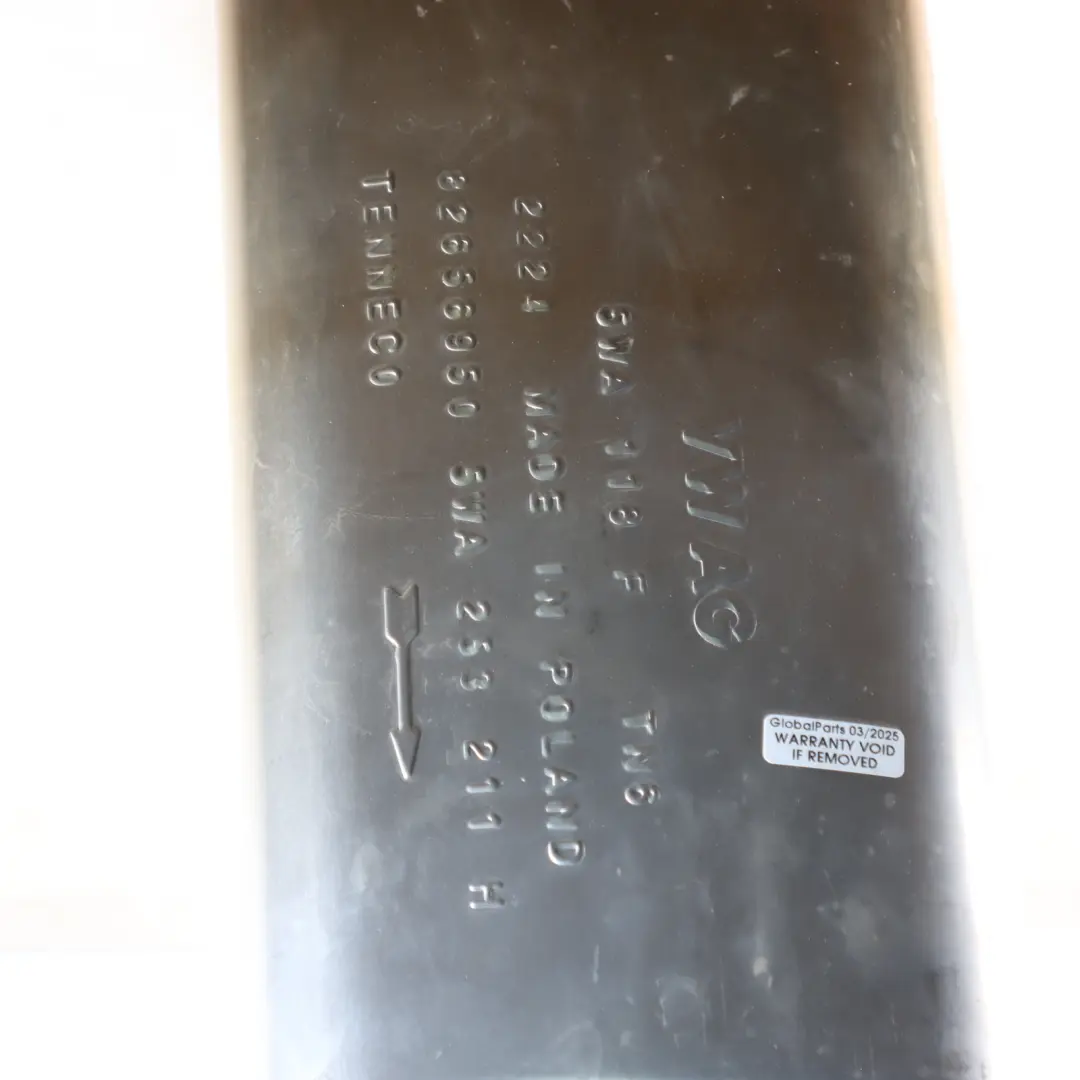 VWAG
5WA 118 F TN6
2224 MADE IN POLAND
82656950 5WA 253 211 H
TENNECO
GlobalParts 03/2025
WARRANTY VOID
IF REMOVED